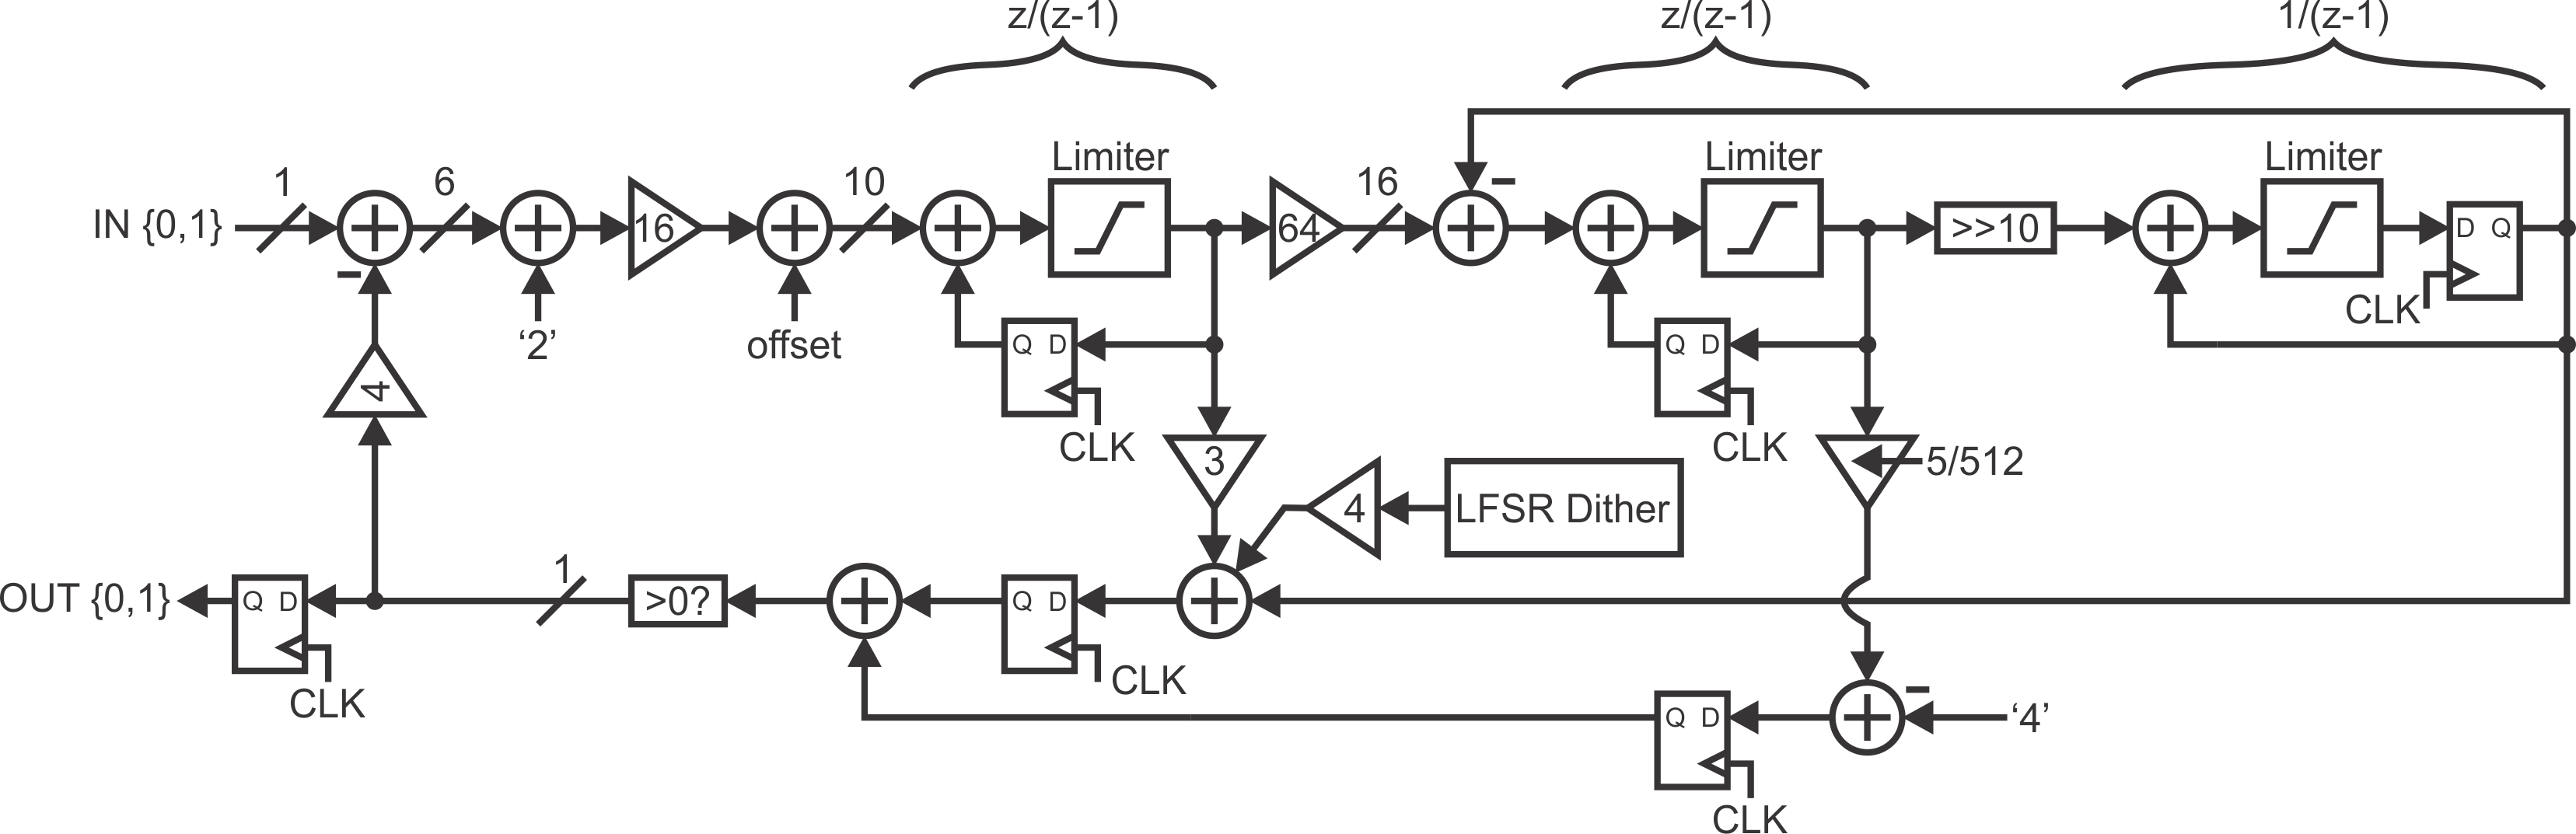 z/(z-1)
z/(z-1)
1/(z-1)
Limiter
Limiter
Limiter
1
6
10
16
IN {0,1}
16
64
>>10
D Q
CLK
‘2’
offset
Q D
CLK
Q D
CLK
4
3
5/512
4
LFSR Dither
1
OUT {0,1}
Q D
CLK
>0?
Q D
CLK
Q D
CLK
‘4’
+
+
+
+
+
+
+
+
+
+
-
-
-